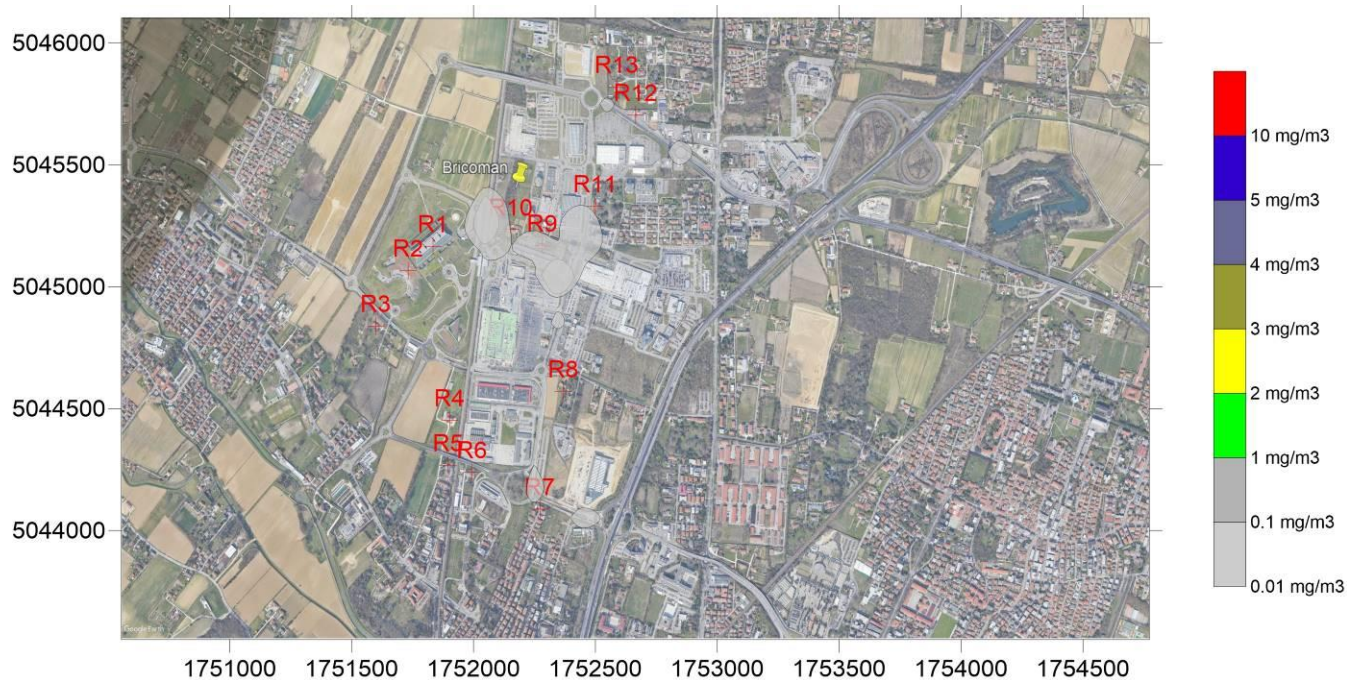 5046000
5045500
5045000
5044500
5044000
1751000 1751500 1752000 1752500 1753000 1753500 1754000 1754500
R13
R12
Bricoman
R11
R10
R9
R1
R2
R3
R8
R4
R5
R6
R7
Google Earth
10 mg/m3
5 mg/m3
4 mg/m3
3 mg/m3
2 mg/m3
1 mg/m3
0.1 mg/m3
0.01 mg/m3